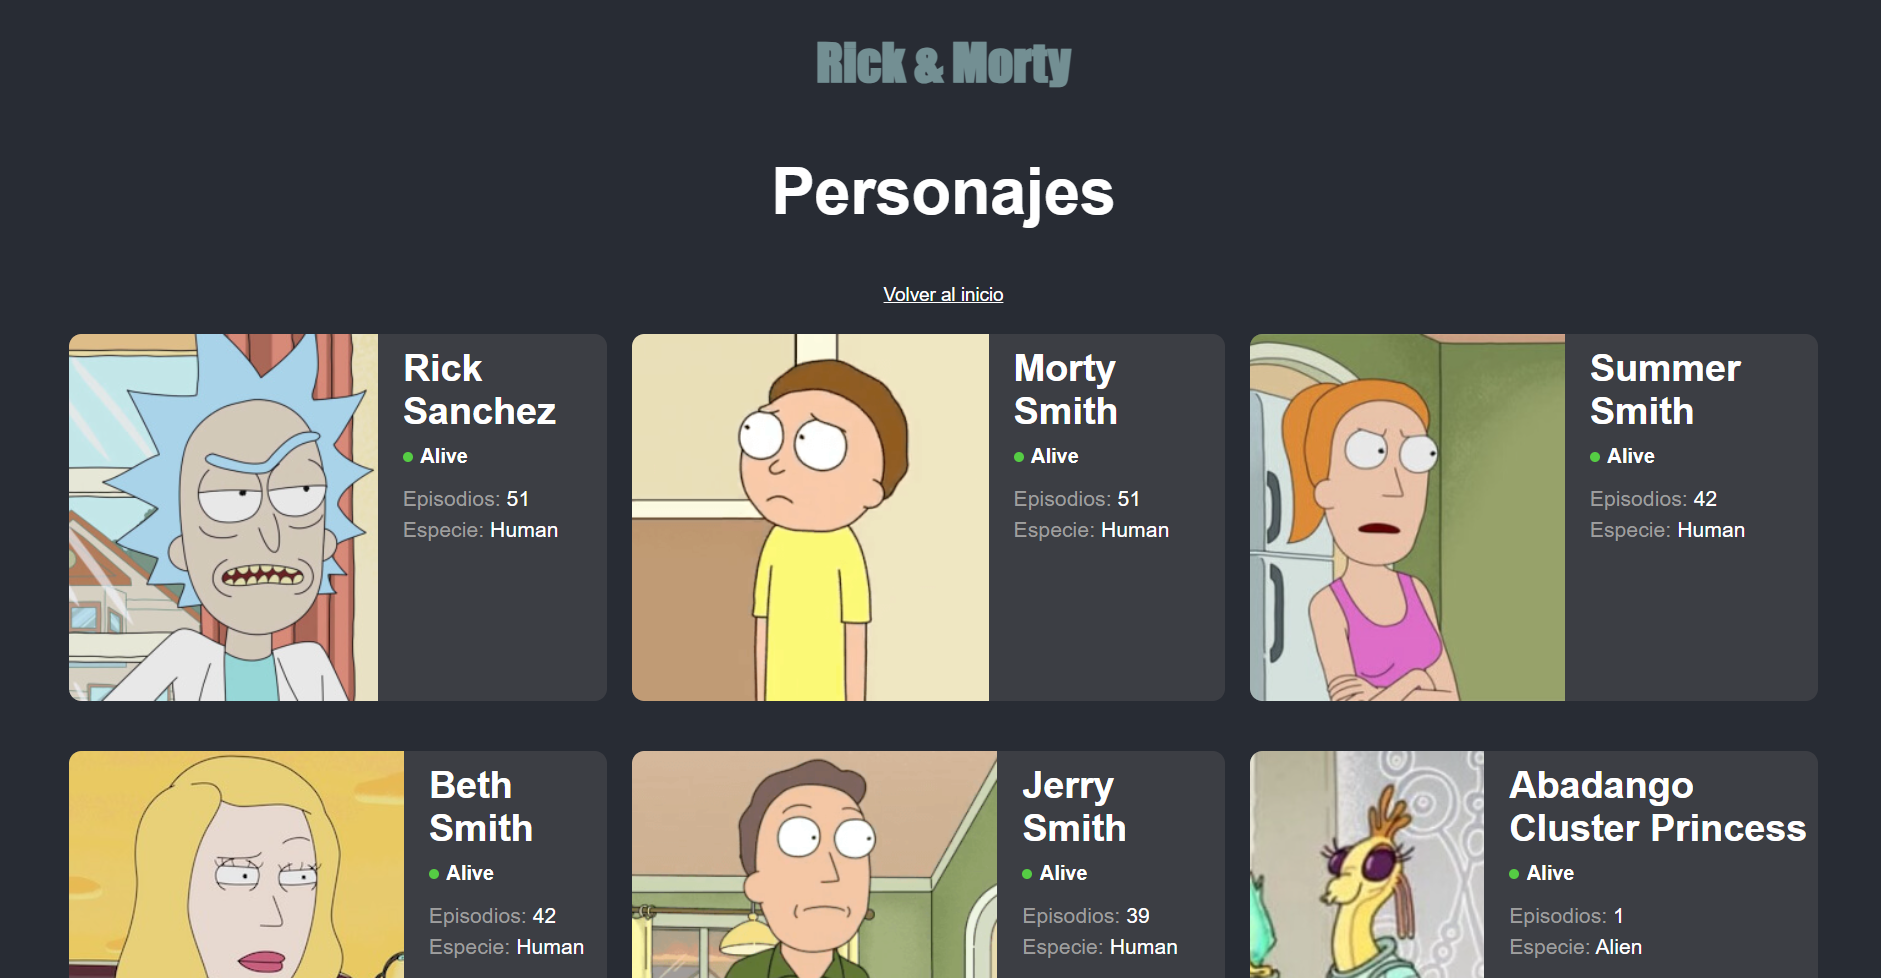 Rick & Morty
Personajes
Volver al inicio
Rick
Sanchez
Alive
Episodios: 51
Especie: Human
Morty
Smith
Alive
Episodios: 51
Especie: Human
Summer
Smith
Alive
Episodios: 42
Especie: Human
Beth
Smith
Alive
Episodios: 42
Especie: Human
Jerry
Smith
Alive
Episodios: 39
Especie: Human
Abadango
Cluster Princess
Alive
Episodios: 1
Especie: Alien